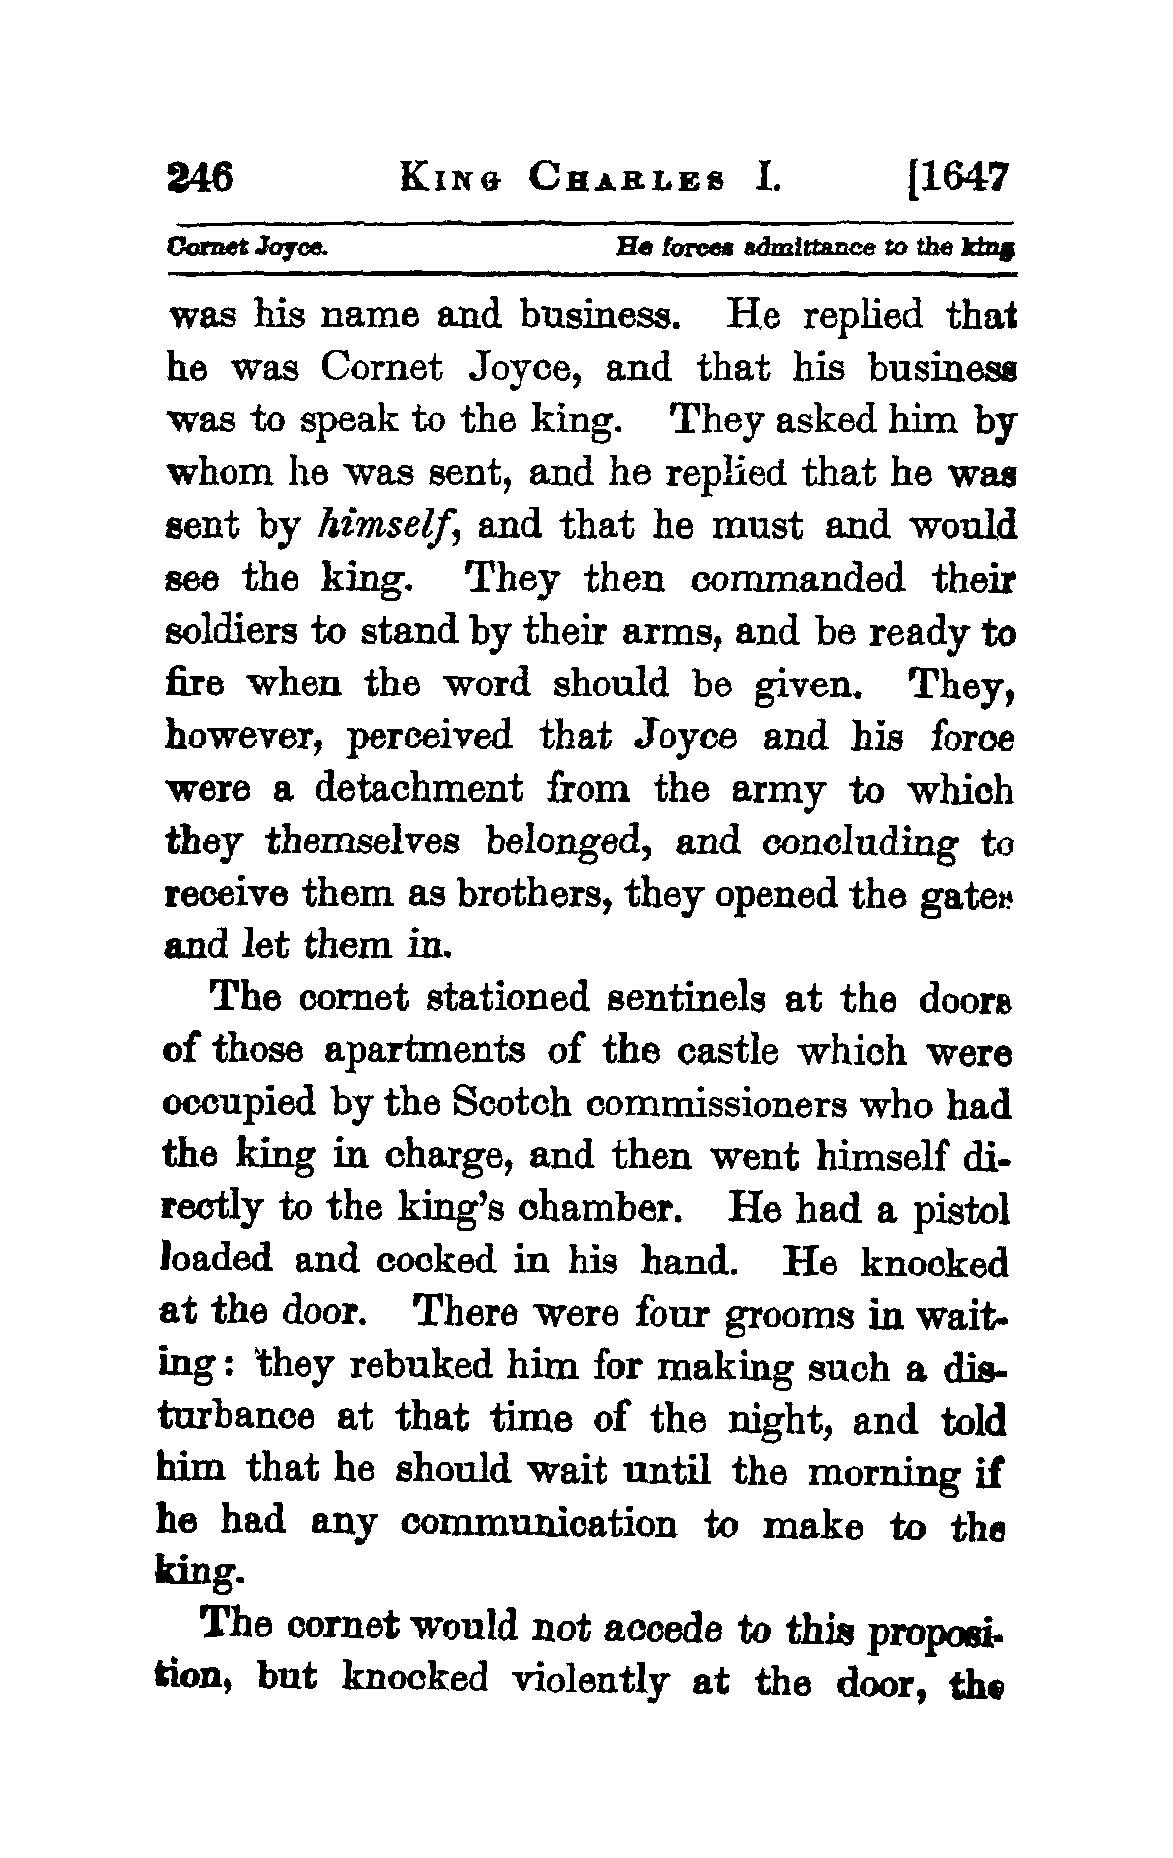 246 KING CHARLES I. [1647
Cornet Joyce. He forces admittance to the king
was his name and business. He replied that
he was Cornet Joyce, and that his business
was to speak to the king. They asked him by
whom he was sent, and he replied that he was
sent by himself, and that he must and would
see the king. They then commanded their
soldiers to stand by their arms, and be ready to
fire when the word should be given. They,
however, perceived that Joyce and his force
were a detachment from the army to which
they themselves belonged, and concluding to
receive them as brothers, they opened the gates
and let them in.
The cornet stationed sentinels at the doors
of those apartments of the castle which were
occupied by the Scotch commissioners who had
the king in charge, and then went himself di-
rectly to the king's chamber. He had a pistol
loaded and cocked in his hand. He knocked
at the door. There were four grooms in wait-
ing: they rebuked him for making such a dis-
turbance at that time of the night, and told
him that he should wait until the morning if
he had any communication to make to the
king.
The cornet would not accede to this proposi-
tion, but knocked violently at the door, the